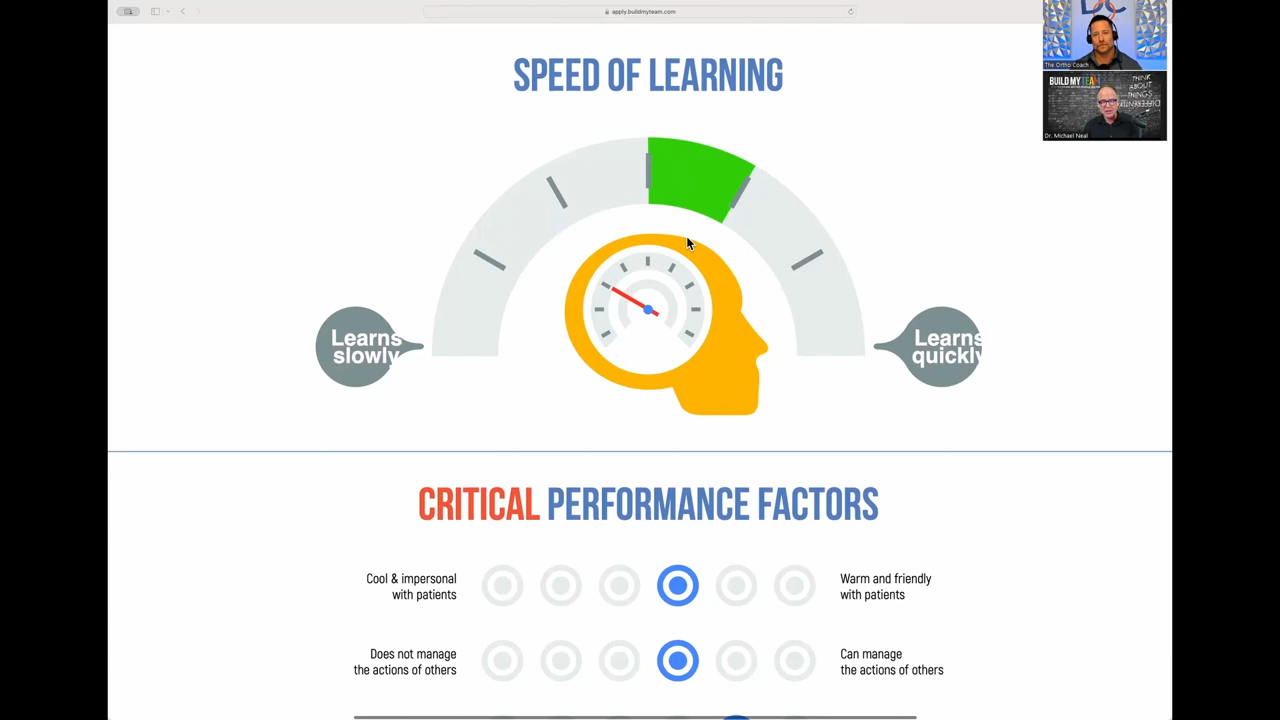 apply.buildmyteam.com
The Ortho Coach
BUILD MY TEAM
THINK
ABOUT
THINGS
DIFFERENTLY
Dr. Michael Neal
SPEED OF LEARNING
Learns
slowly
Learns
quickly
CRITICAL PERFORMANCE FACTORS
Cool & impersonal
with patients
Warm and friendly
with patients
Does not manage
the actions of others
Can manage
the actions of others